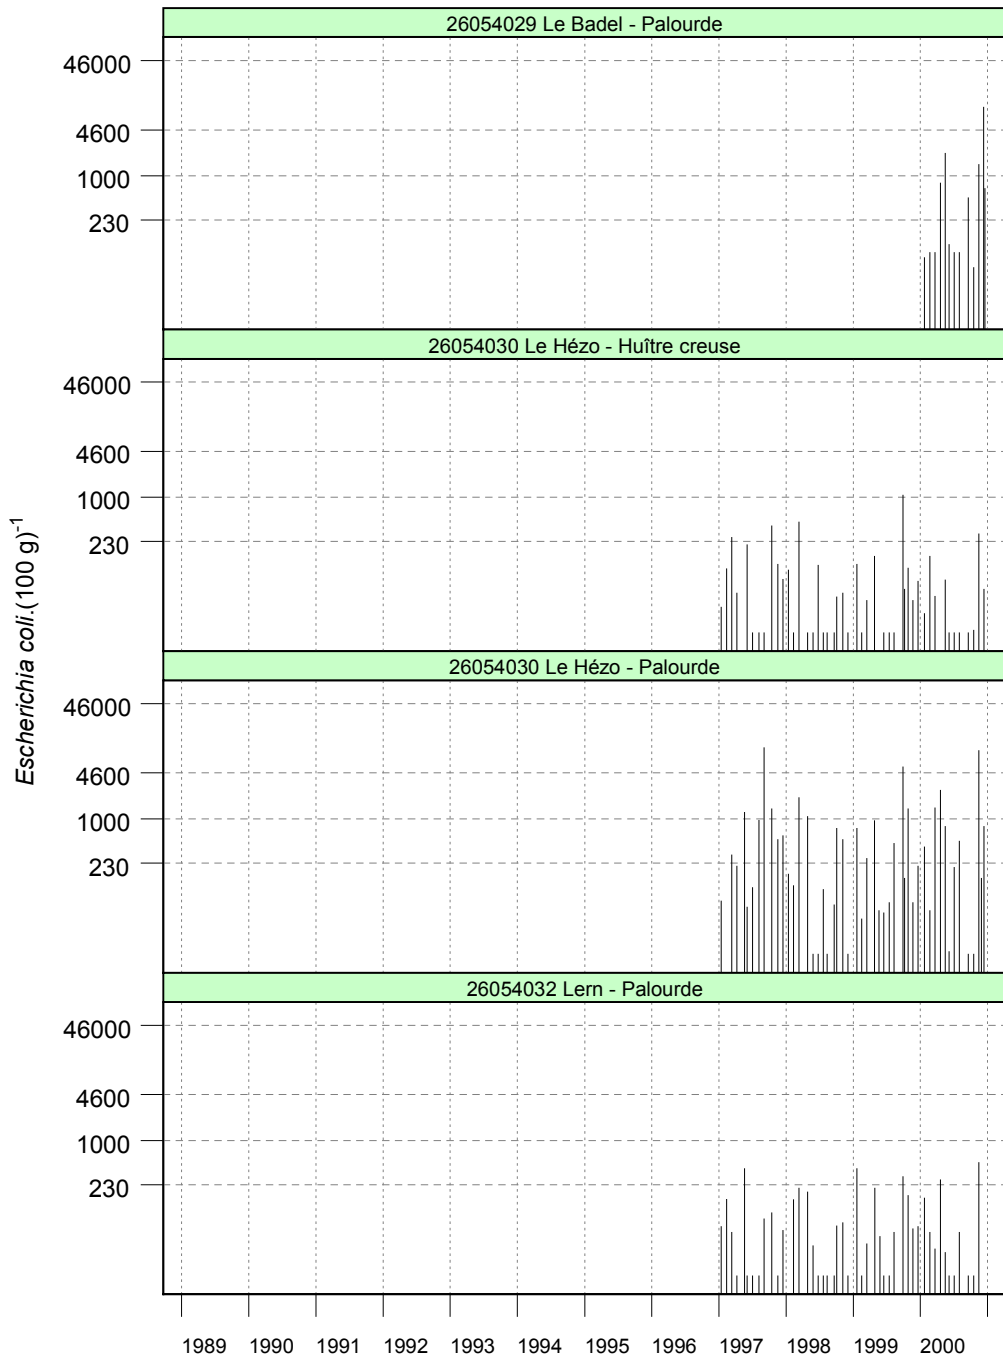 26054029 Le Badel - Palourde
46000
4600
1000
230
26054030 Le Hézo - Huître creuse
46000
4600
1000
230
Escherichia coli.(100 g)-1
26054030 Le Hézo - Palourde
46000
4600
1000
230
26054032 Lern - Palourde
46000
4600
1000
230
1989 1990 1991 1992 1993 1994 1995 1996 1997 1998 1999 2000